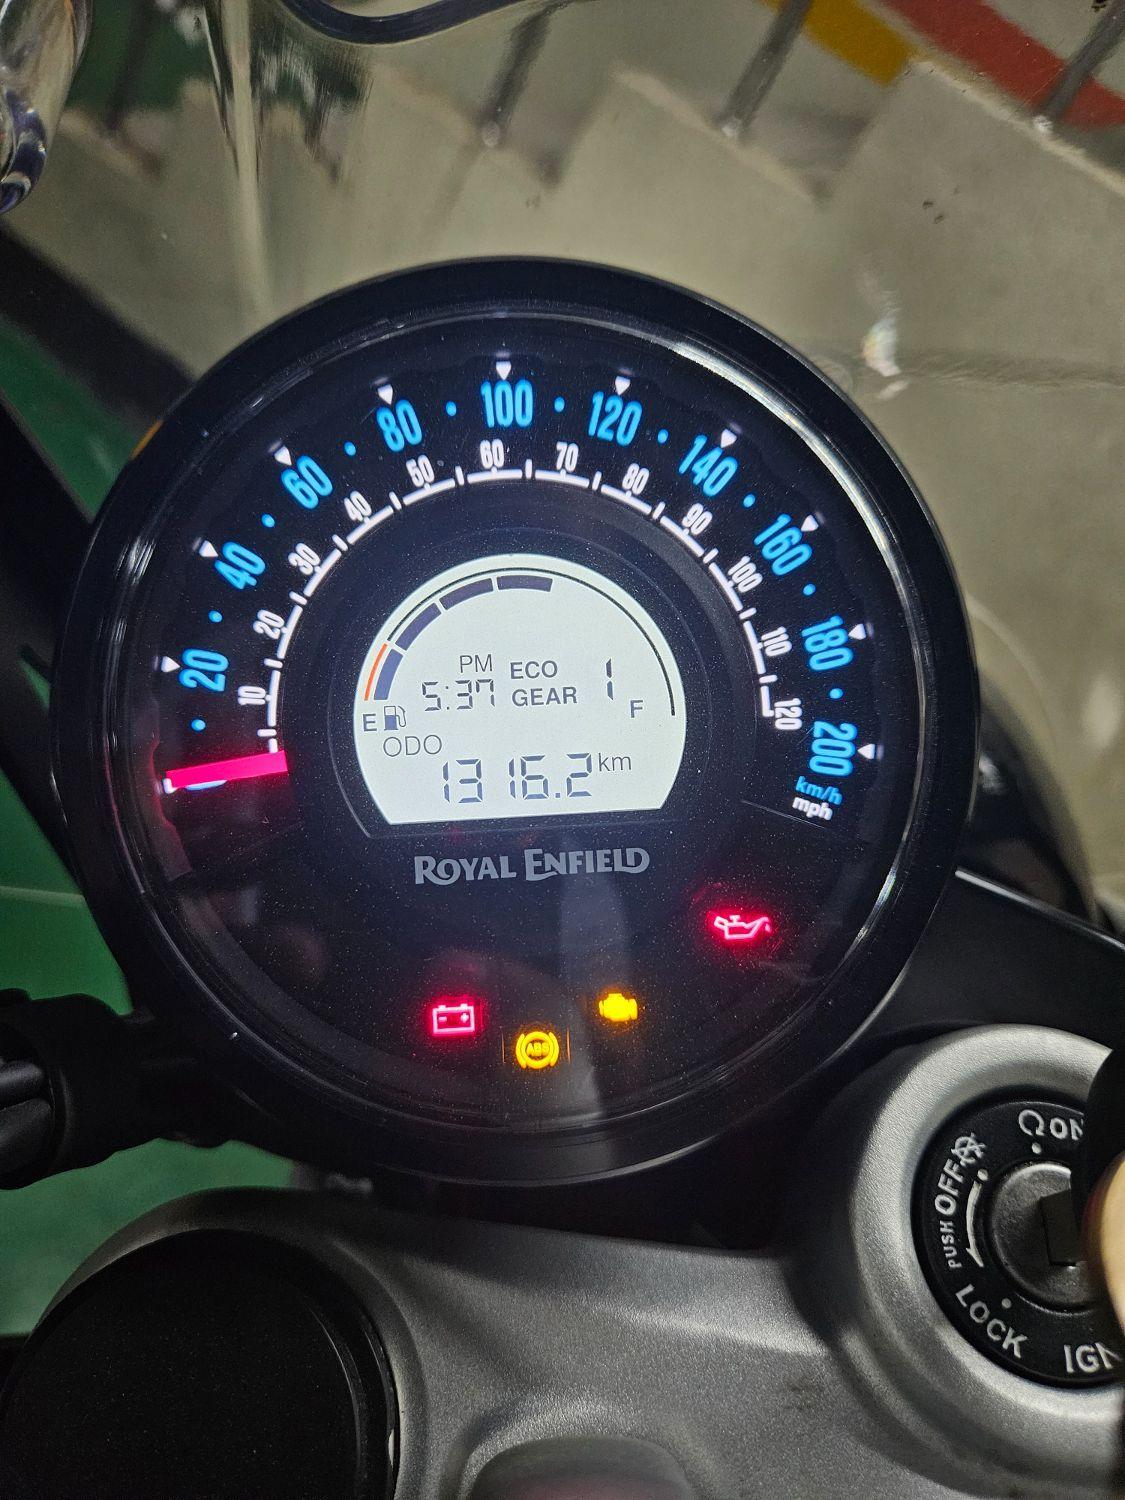 20 40 60 80 100 120 140 160 180 200
km/h
10 20 30 40 50 60 70 80 90 100 110 120
mph
PM ECO
5:37 GEAR 1
E F
ODO
1316.2 km
ROYAL ENFIELD
ABS
ON
OFF
PUSH
LOCK
IGN